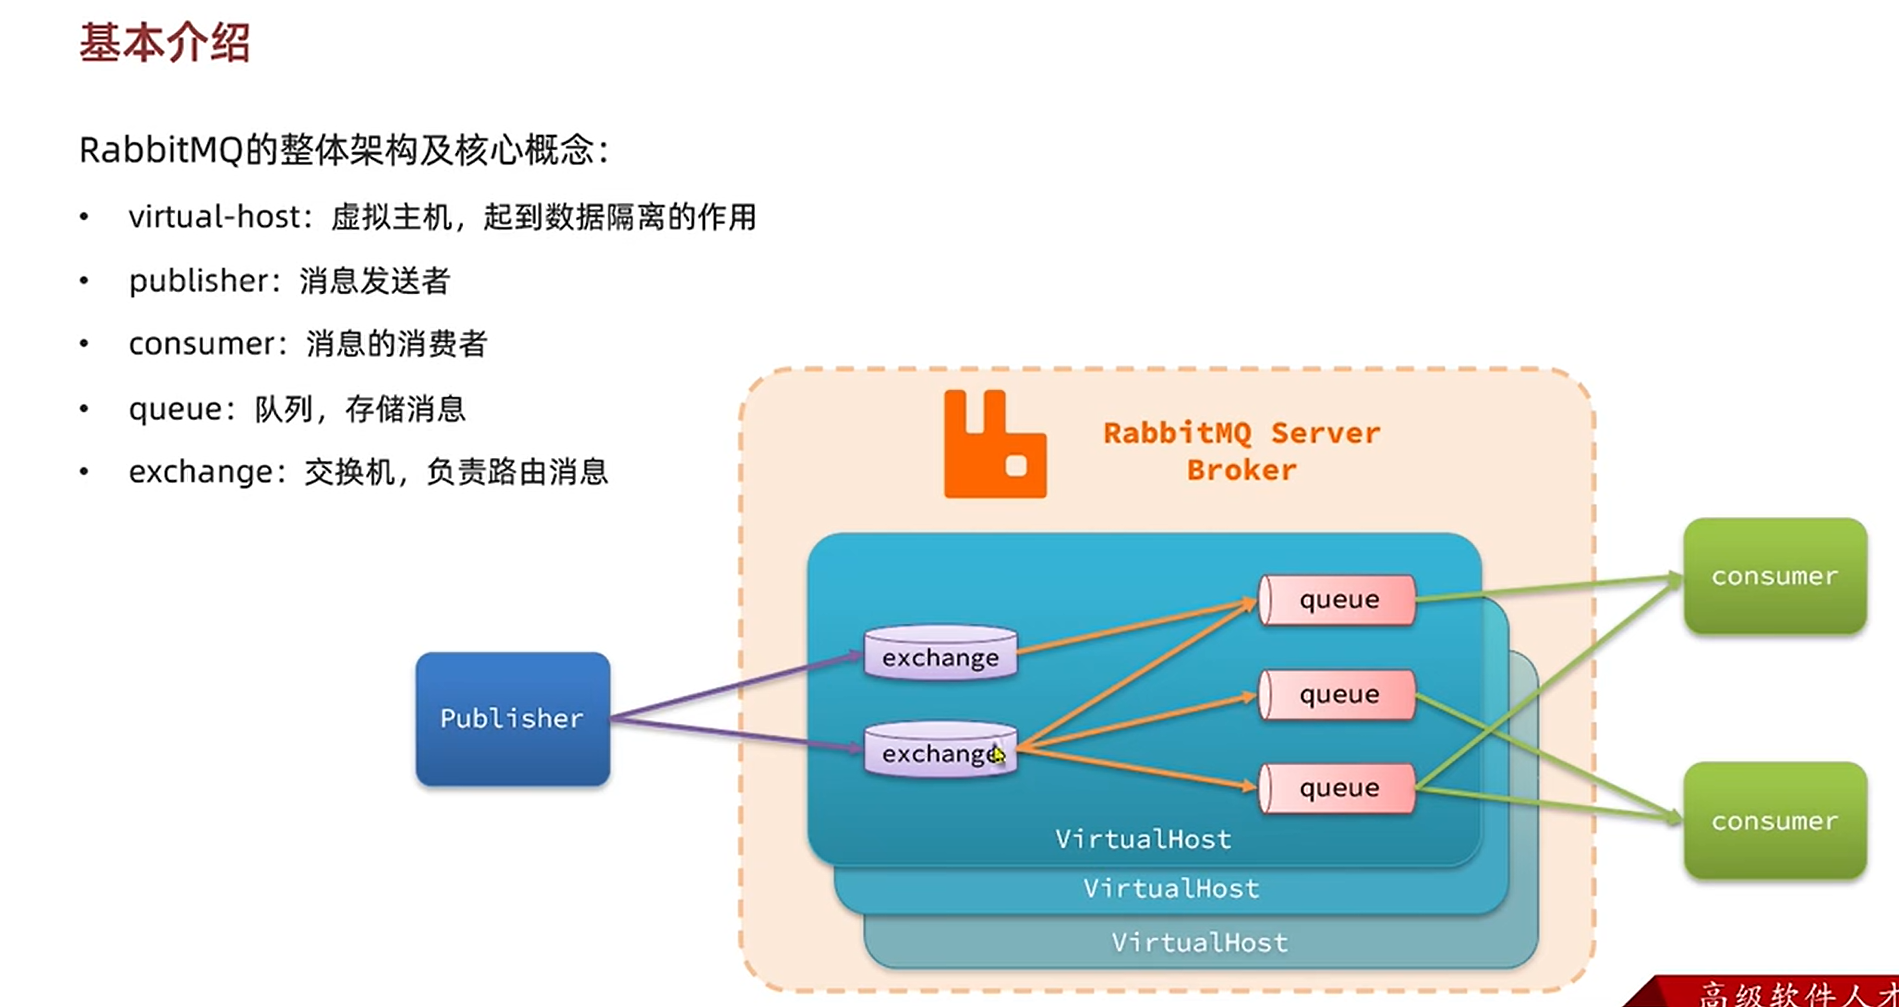 基本介绍
RabbitMQ的整体架构及核心概念：
• virtual-host：虚拟主机，起到数据隔离的作用
• publisher：消息发送者
• consumer：消息的消费者
• queue：队列，存储消息
• exchange：交换机，负责路由消息
RabbitMQ Server
Broker
Publisher
exchange
exchange
queue
queue
queue
VirtualHost
VirtualHost
VirtualHost
consumer
consumer
高级软件人才